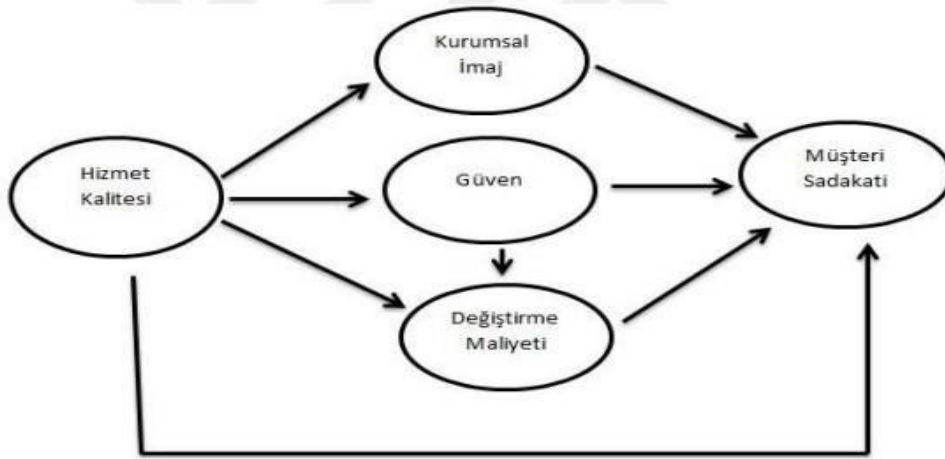 Kurumsal
İmaj
Hizmet
Kalitesi
Güven
Müşteri
Sadakati
Değiştirme
Maliyeti